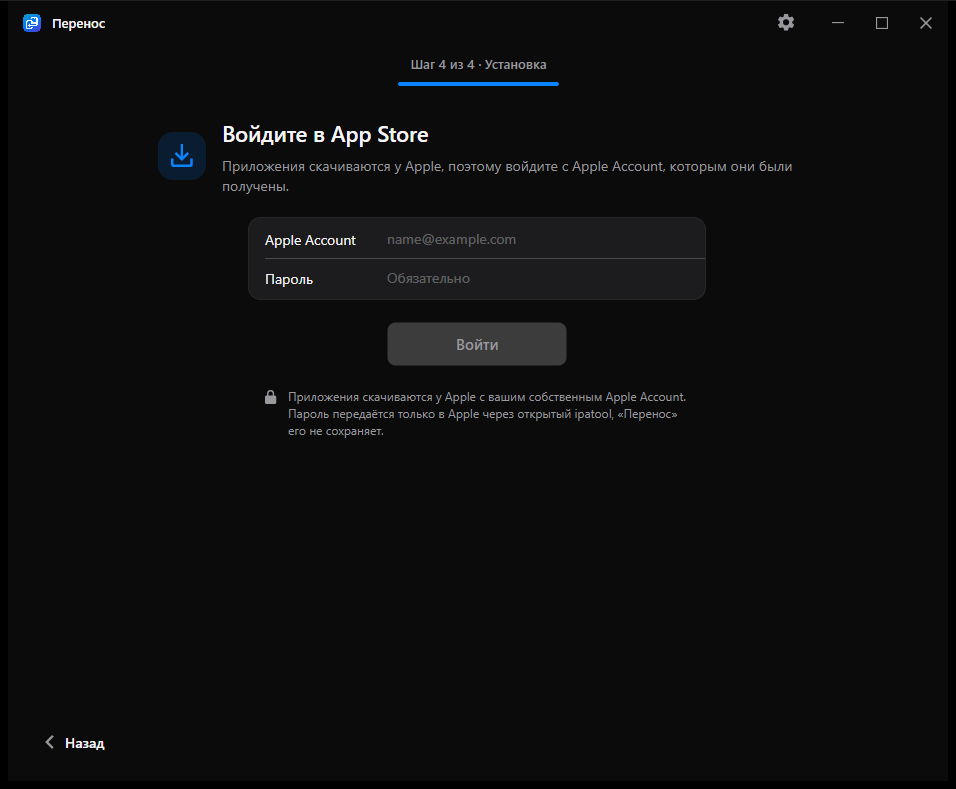 Перенос
Шаг 4 из 4 · Установка
Войдите в App Store
Приложения скачиваются у Apple, поэтому войдите с Apple Account, которым они были
получены.
Apple Account name@example.com
Пароль Обязательно
Войти
Приложения скачиваются у Apple с вашим собственным Apple Account.
Пароль передаётся только в Apple через открытый ipatool, «Перенос»
его не сохраняет.
Назад